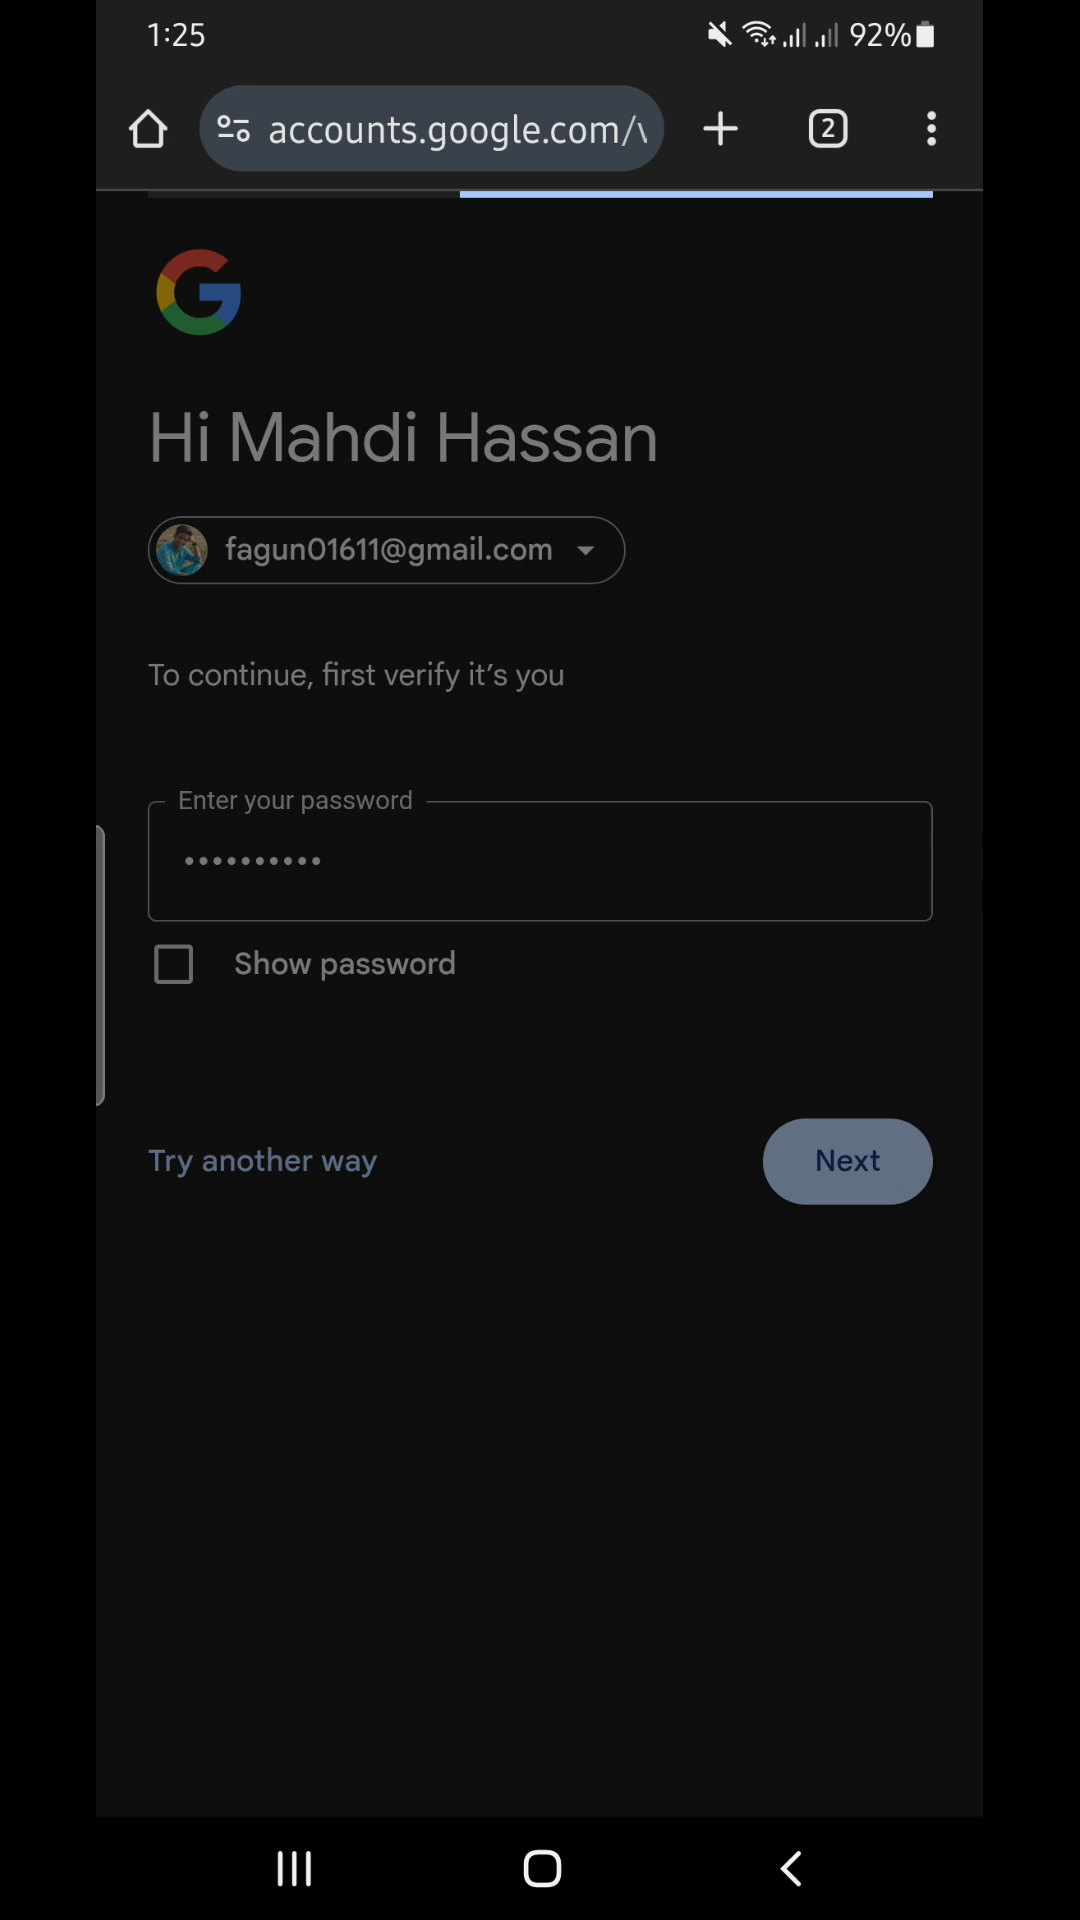 1:25
92%
accounts.google.com/
2
Hi Mahdi Hassan
fagun01611@gmail.com
To continue, first verify it’s you
Enter your password
••••••••••
Show password
Try another way
Next